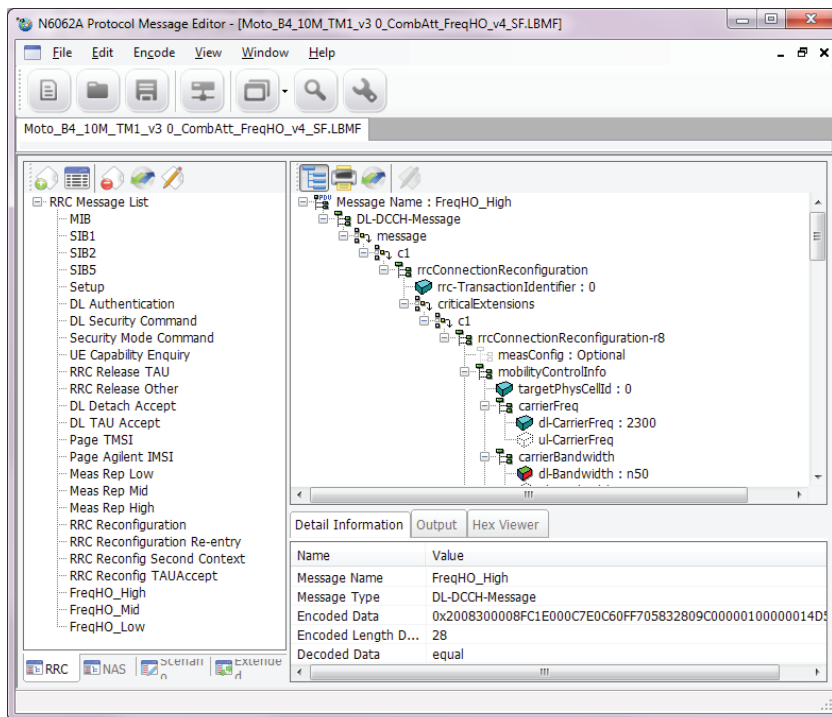 N6062A Protocol Message Editor - [Moto_B4_10M_TM1_v3 0_CombAtt_FreqHO_v4_SF.LBMF]
File Edit Encode View Window Help
Moto_B4_10M_TM1_v3 0_CombAtt_FreqHO_v4_SF.LBMF
RRC Message List
MIB
SIB1
SIB2
SIB5
Setup
DL Authentication
DL Security Command
Security Mode Command
UE Capability Enquiry
RRC Release TAU
RRC Release Other
DL Detach Accept
DL TAU Accept
Page TMSI
Page Agilent IMSI
Meas Rep Low
Meas Rep Mid
Meas Rep High
RRC Reconfiguration
RRC Reconfiguration Re-entry
RRC Reconfig Second Context
RRC Reconfig TAUAccept
FreqHO_High
FreqHO_Mid
FreqHO_Low
RRC NAS Scenario Extended
PDU Message Name : FreqHO_High
DL-DCCH-Message
message
c1
rrcConnectionReconfiguration
rrc-TransactionIdentifier : 0
criticalExtensions
c1
rrcConnectionReconfiguration-r8
measConfig : Optional
mobilityControlInfo
targetPhysCellId : 0
carrierFreq
dl-CarrierFreq : 2300
ul-CarrierFreq
carrierBandwidth
dl-Bandwidth : n50
Detail Information Output Hex Viewer
Name Value
Message Name FreqHO_High
Message Type DL-DCCH-Message
Encoded Data 0x2008300008FC1E000C7E0C60FF705832809C00000100000014D5
Encoded Length D... 28
Decoded Data equal